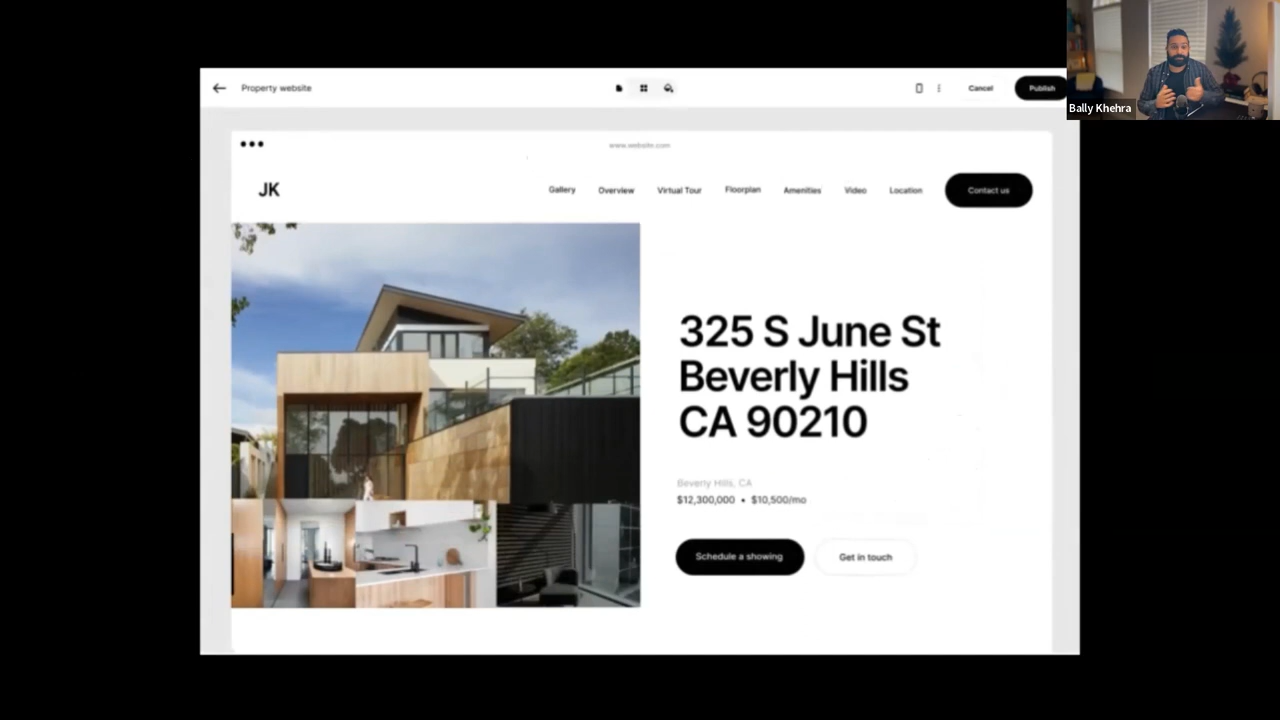 Property website
Cancel
Publish
Bally Khehra
www.website.com
JK
Gallery
Overview
Virtual Tour
Floorplan
Amenities
Video
Location
Contact us
325 S June St
Beverly Hills
CA 90210
Beverly Hills, CA
$12,300,000 • $10,500/mo
Schedule a showing
Get in touch